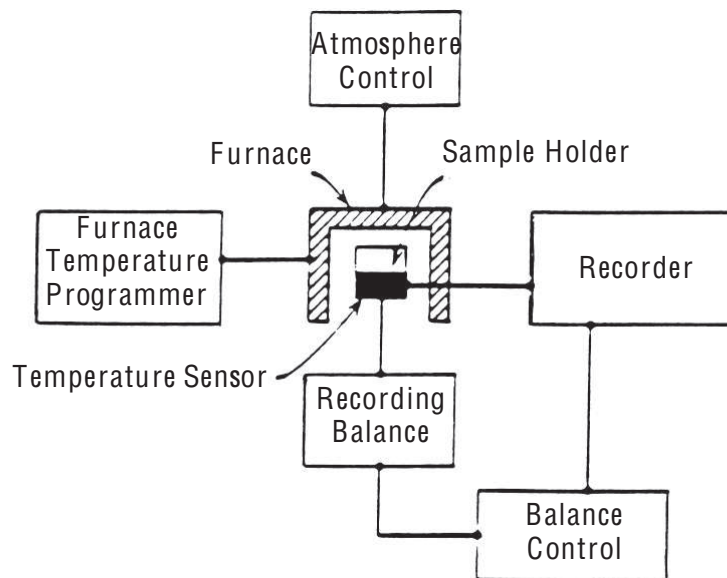 Atmosphere
Control
Furnace
Sample Holder
Furnace
Temperature
Programmer
Recorder
Temperature Sensor
Recording
Balance
Balance
Control